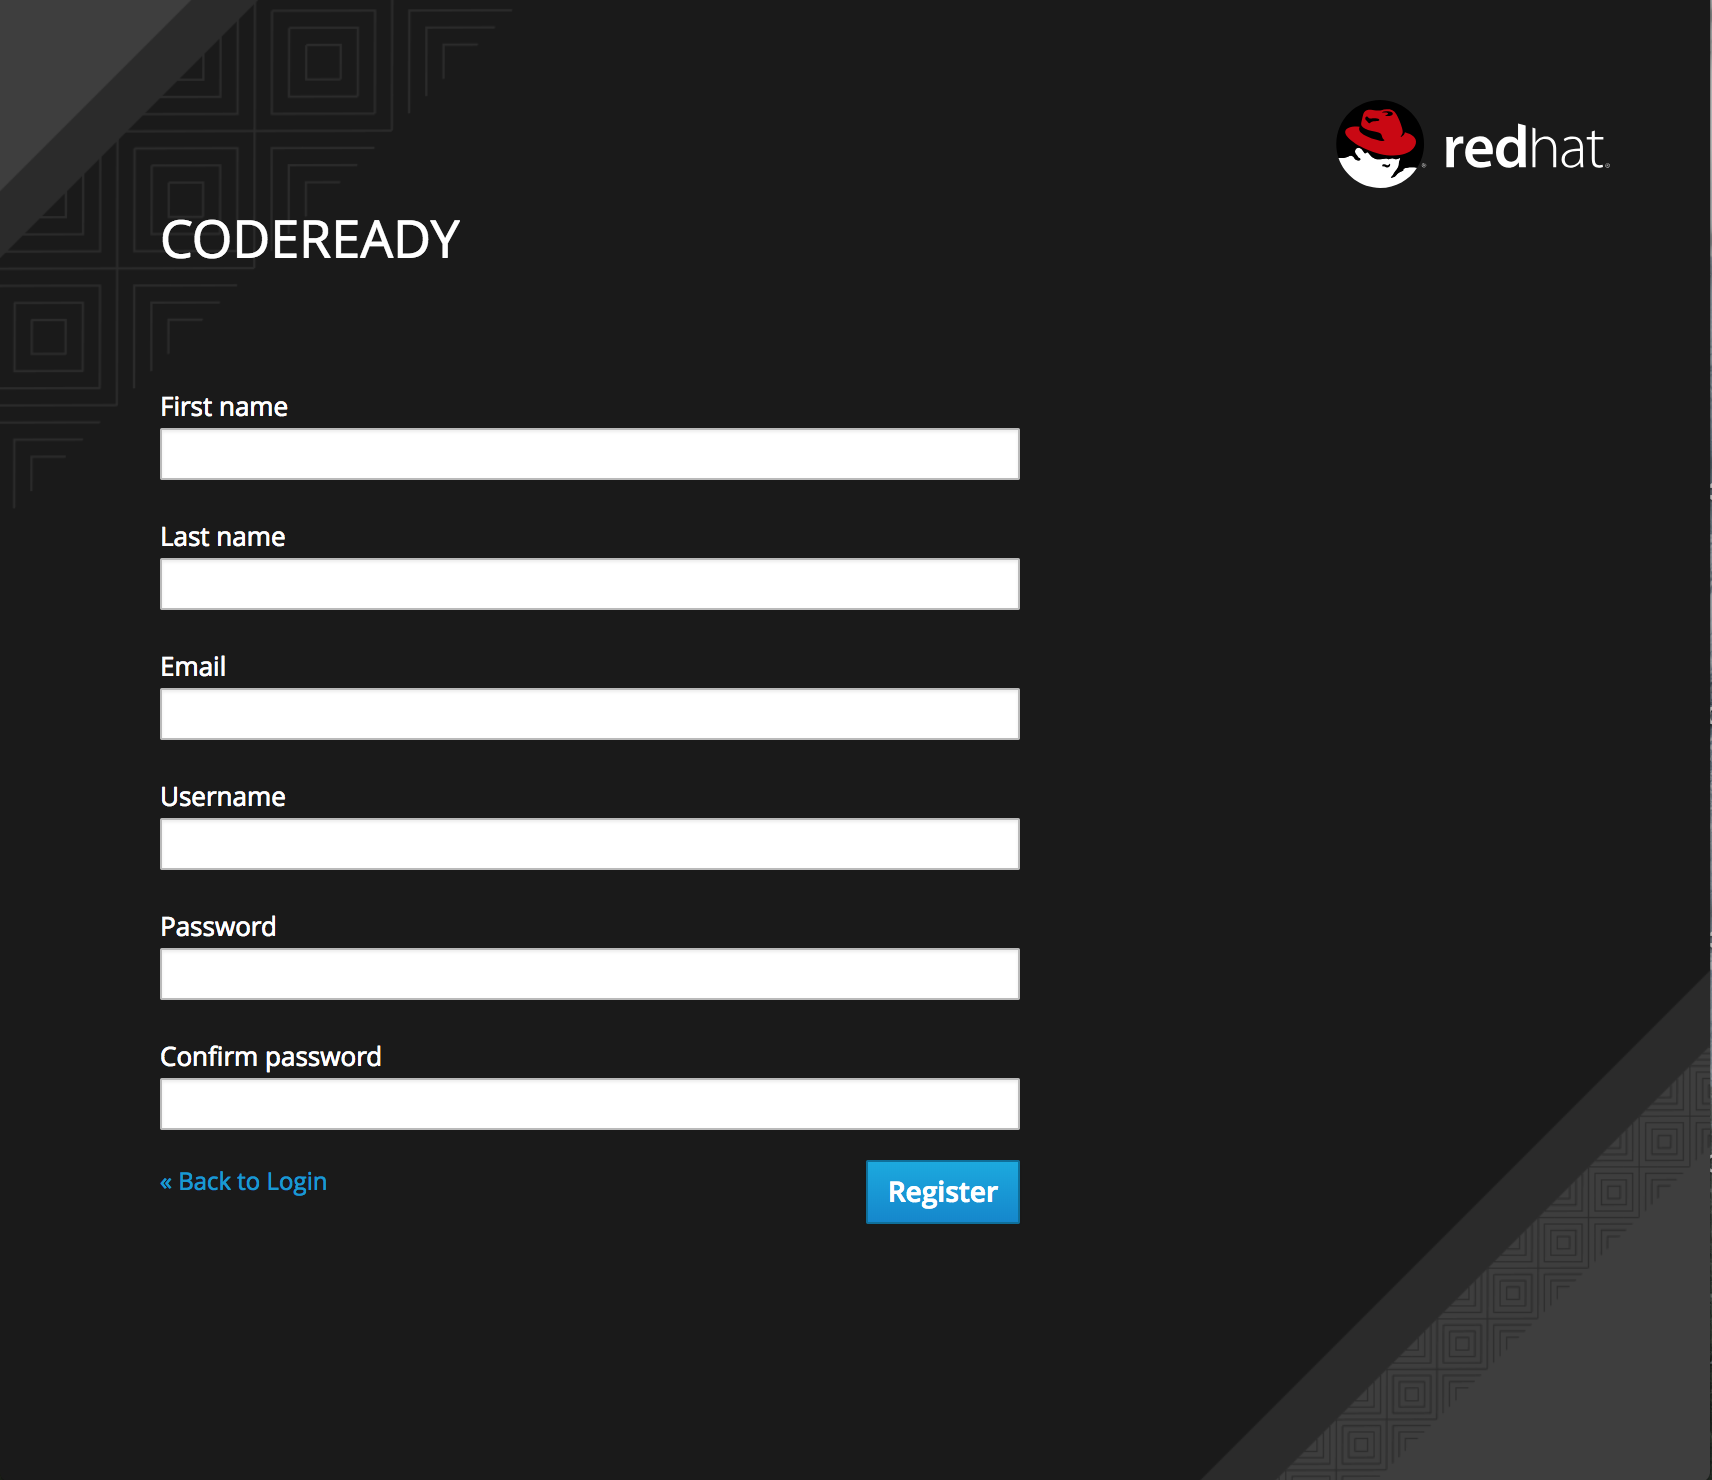 redhat.
CODEREADY
First name
Last name
Email
Username
Password
Confirm password
« Back to Login
Register